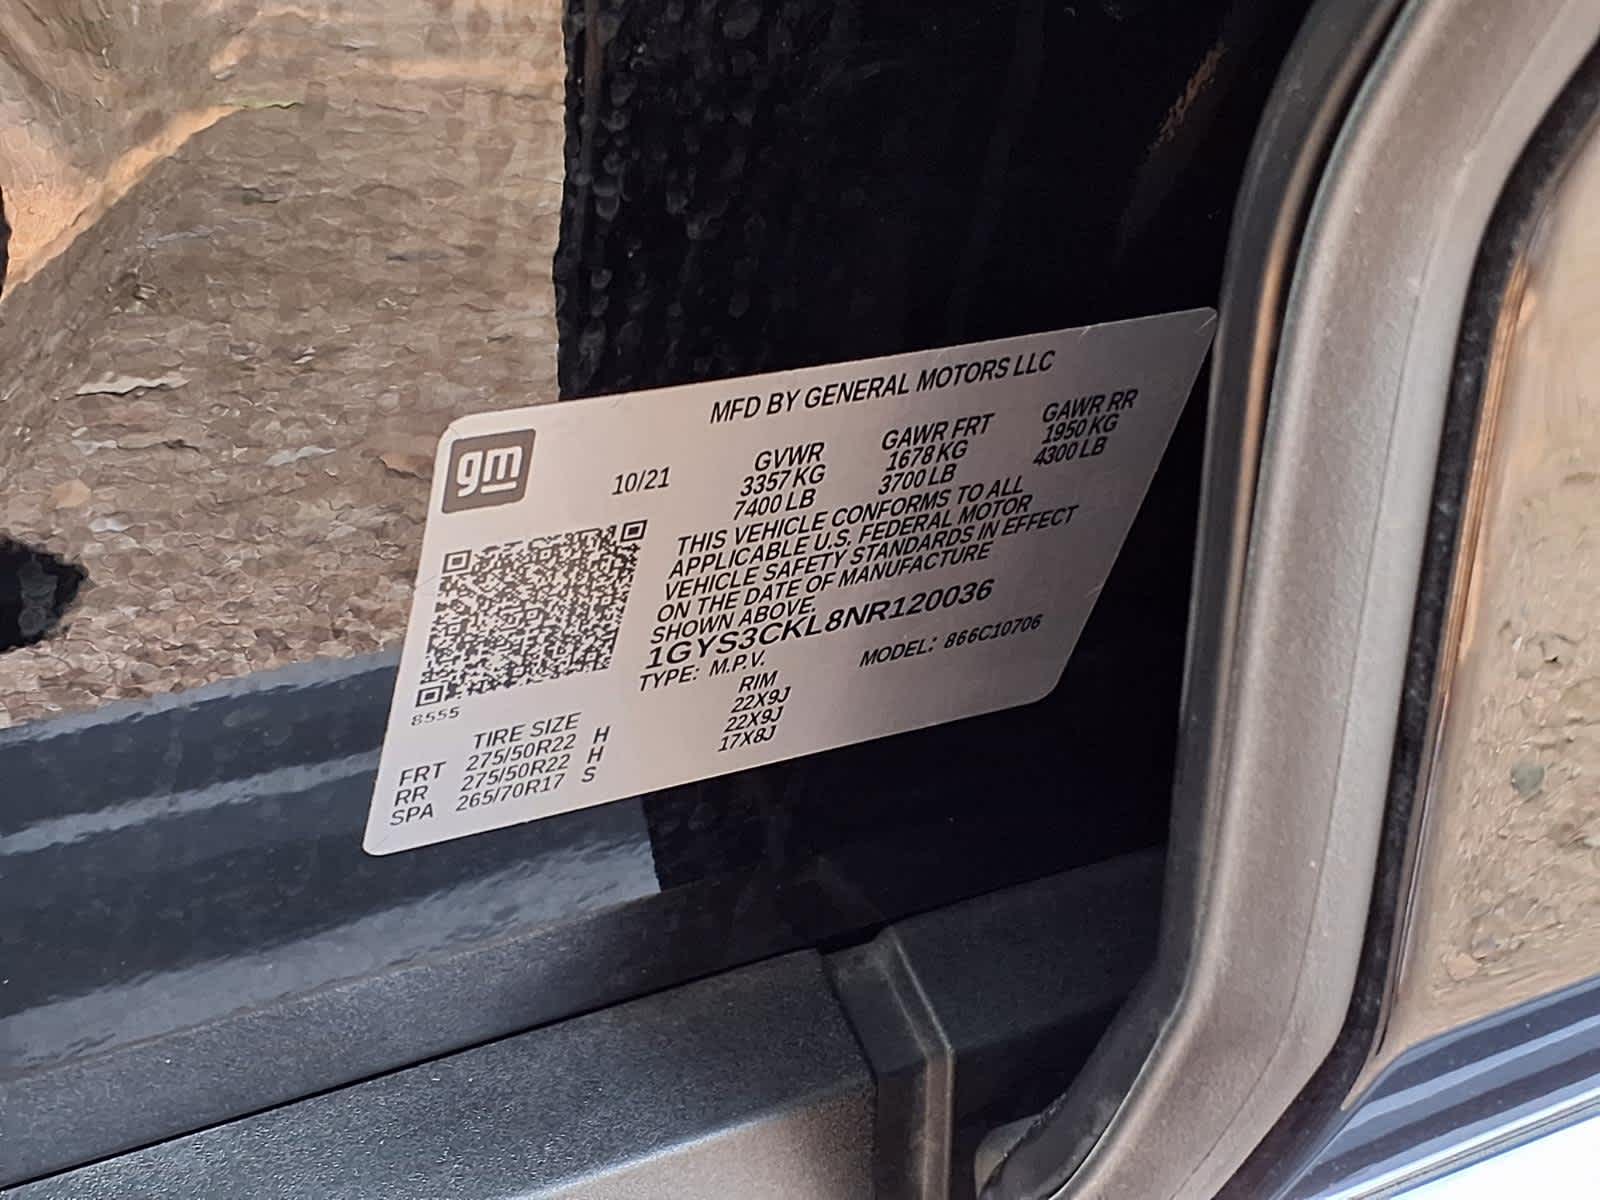 MFD BY GENERAL MOTORS LLC
gm
10/21
GVWR GAWR FRT GAWR RR
3357 KG 1678 KG 1950 KG
7400 LB 3700 LB 4300 LB
THIS VEHICLE CONFORMS TO ALL
APPLICABLE U.S. FEDERAL MOTOR
VEHICLE SAFETY STANDARDS IN EFFECT
ON THE DATE OF MANUFACTURE
SHOWN ABOVE.
1GYS3CKL8NR120036
TYPE: M.P.V. MODEL: 866C10706
8555
TIRE SIZE RIM
FRT 275/50R22 H 22X9J
RR 275/50R22 H 22X9J
SPA 265/70R17 S 17X8J